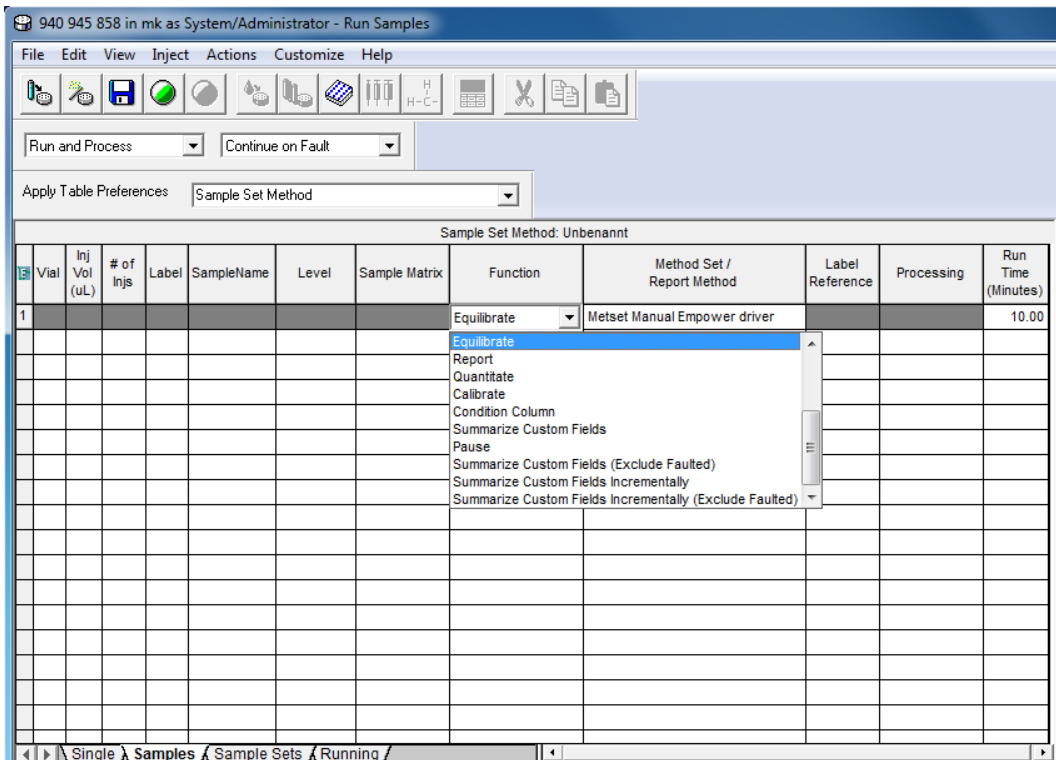 940 945 858 in mk as System/Administrator - Run Samples
File Edit View Inject Actions Customize Help
H
H-C-
Run and Process Continue on Fault
Apply Table Preferences Sample Set Method
Sample Set Method: Unbenannt
Vial Inj Vol (uL) # of Injs Label SampleName Level Sample Matrix Function Method Set / Report Method Label Reference Processing Run Time (Minutes)
1 Equilibrate Metset Manual Empower driver 10.00
Equilibrate
Report
Quantitate
Calibrate
Condition Column
Summarize Custom Fields
Pause
Summarize Custom Fields (Exclude Faulted)
Summarize Custom Fields Incrementally
Summarize Custom Fields Incrementally (Exclude Faulted)
Single Samples Sample Sets Running